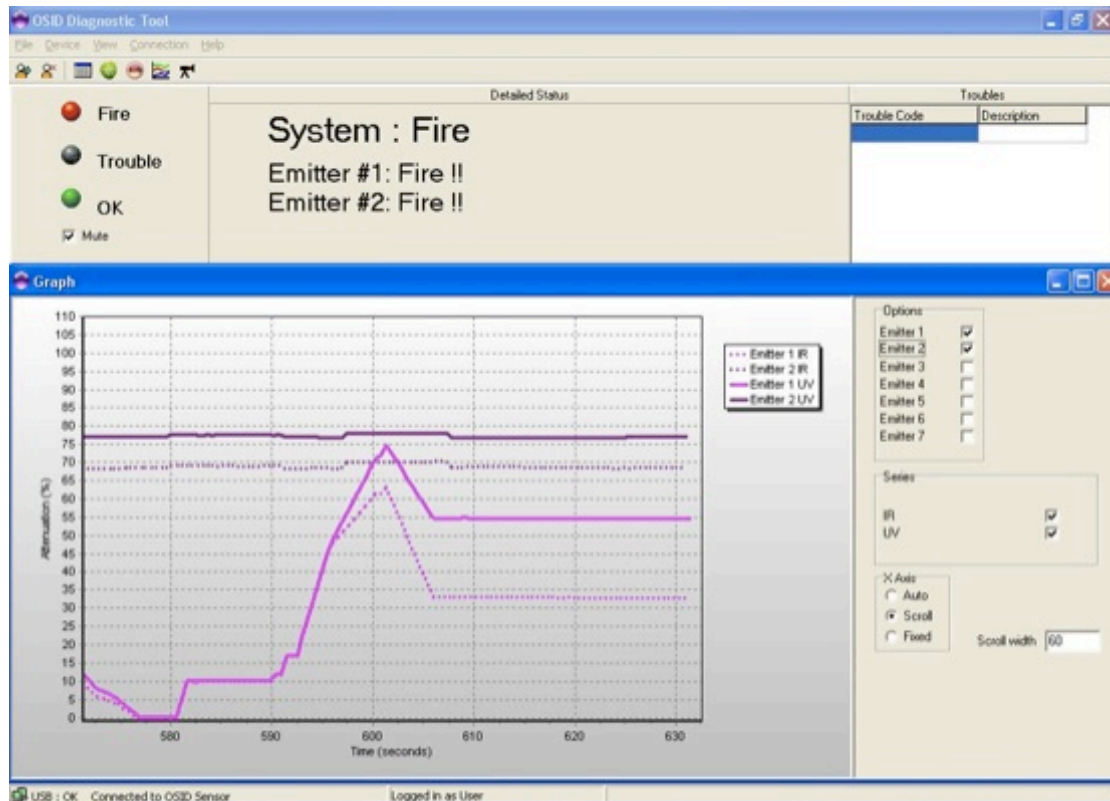 OSID Diagnostic Tool
File Device View Connection Help
Detailed Status
Troubles
Fire
Trouble
OK
Mute
System : Fire
Emitter #1: Fire !!
Emitter #2: Fire !!
Trouble Code Description
Graph
110
105
100
95
90
85
80
75
70
65
60
55
50
45
40
35
30
25
20
15
10
5
0
Attenuation (%)
580 590 600 610 620 630
Time (seconds)
Emitter 1 IR
Emitter 2 IR
Emitter 1 UV
Emitter 2 UV
Options
Emitter 1
Emitter 2
Emitter 3
Emitter 4
Emitter 5
Emitter 6
Emitter 7
Series
IR
UV
X Axis
Auto
Scroll
Fixed
Scroll width 60
USB : OK Connected to OSID Sensor Logged in as User